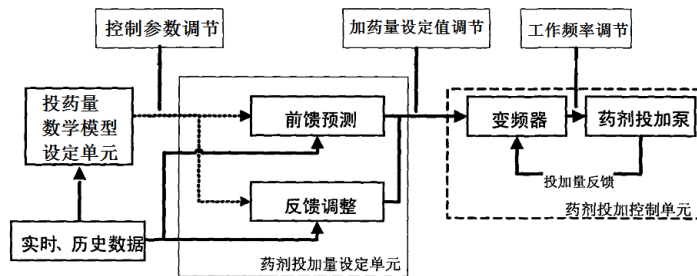 控制参数调节
加药量设定值调节
工作频率调节
投药量
数学模型
设定单元
前馈预测
变频器
药剂投加泵
投加量反馈
反馈调整
药剂投加控制单元
实时、历史数据
药剂投加量设定单元